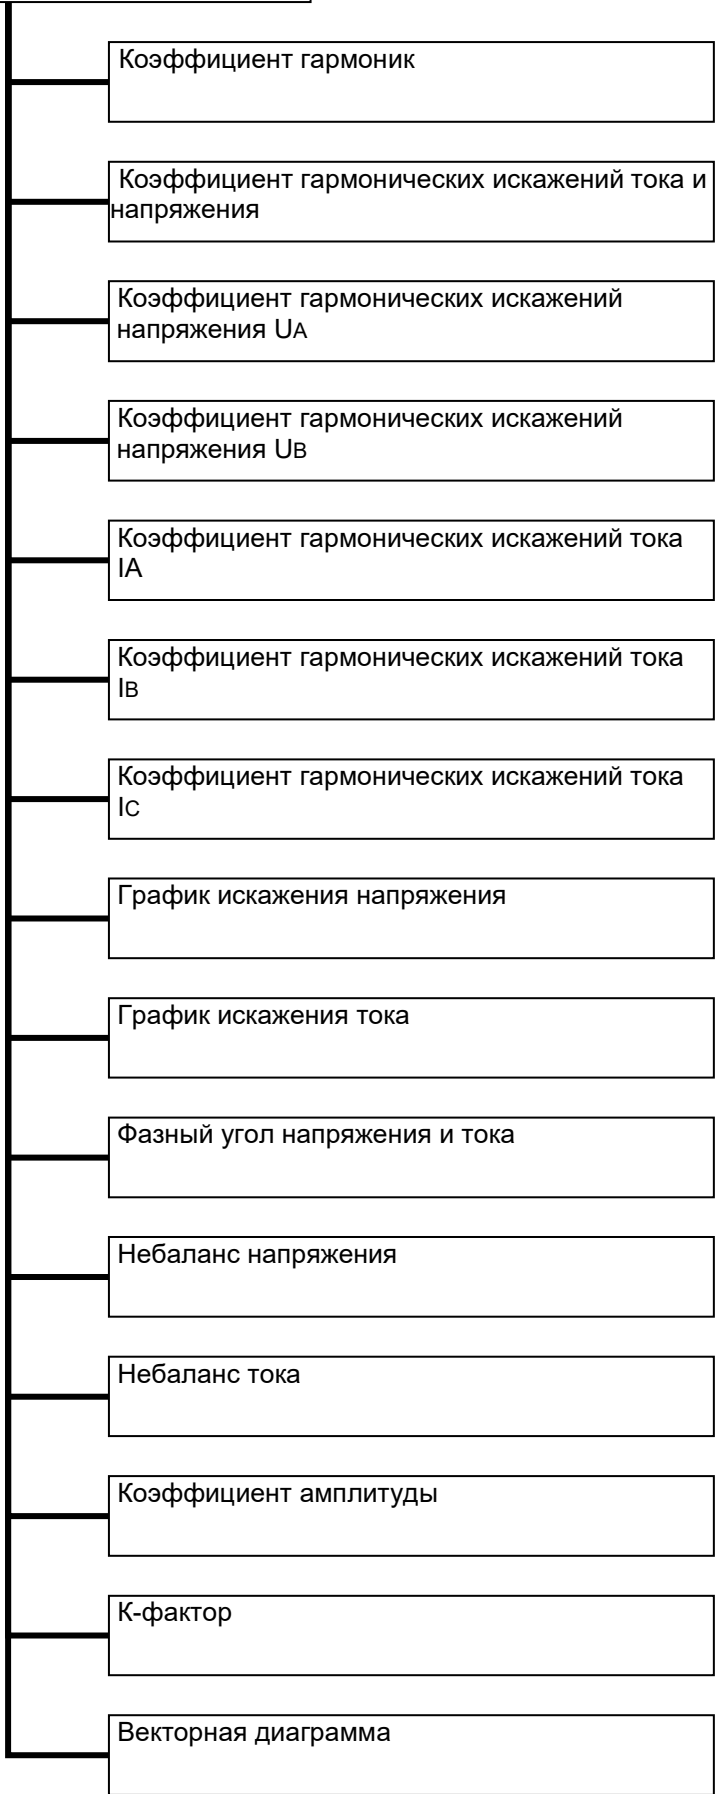 Коэффициент гармоник
Коэффициент гармонических искажений тока и
напряжения
Коэффициент гармонических искажений
напряжения UA
Коэффициент гармонических искажений
напряжения UB
Коэффициент гармонических искажений тока
IA
Коэффициент гармонических искажений тока
IB
Коэффициент гармонических искажений тока
IC
График искажения напряжения
График искажения тока
Фазный угол напряжения и тока
Небаланс напряжения
Небаланс тока
Коэффициент амплитуды
К-фактор
Векторная диаграмма